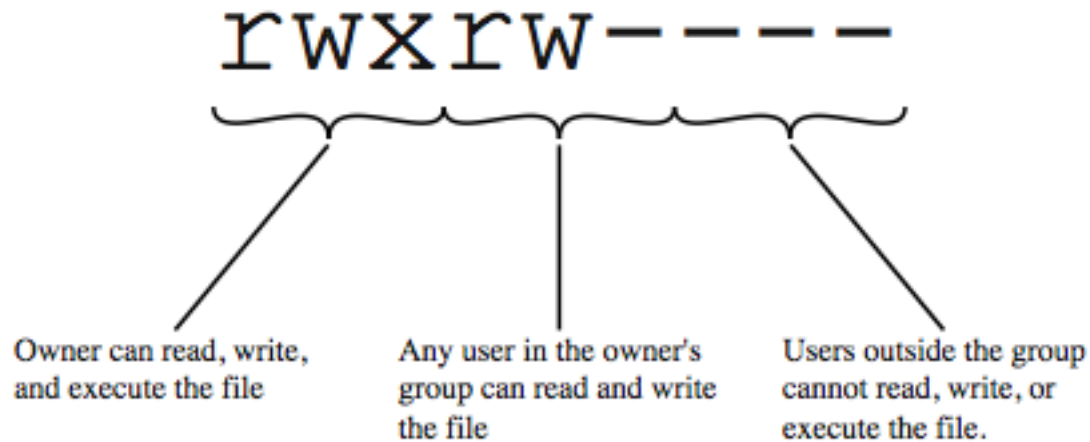 rwxrw----
Owner can read, write,
and execute the file
Any user in the owner's
group can read and write
the file
Users outside the group
cannot read, write, or
execute the file.